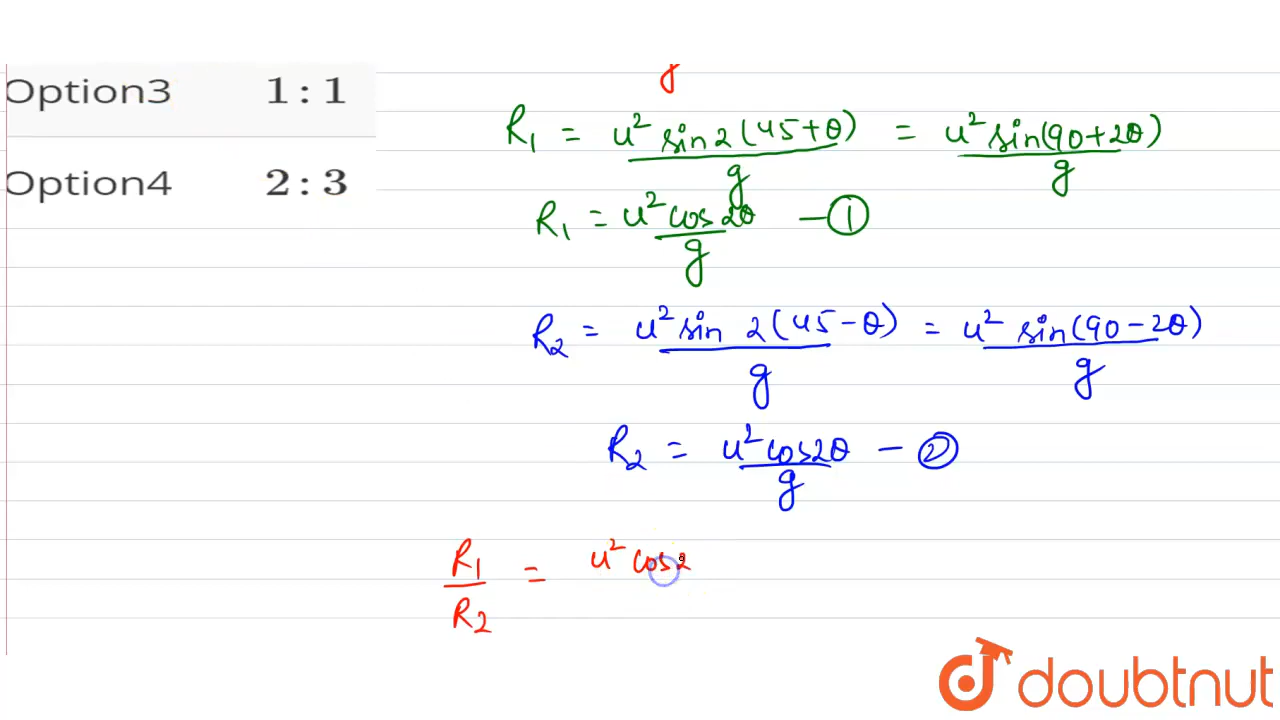 Option3 1 : 1
Option4 2 : 3
g
R₁ = u² sin 2 (45+θ) / g = u² sin(90+2θ) / g
R₁ = u² cos 2θ / g — ①
R₂ = u² sin 2 (45-θ) / g = u² sin(90-2θ) / g
R₂ = u² cos2θ / g — ②
R₁ / R₂ = u² cos2
doubtnut